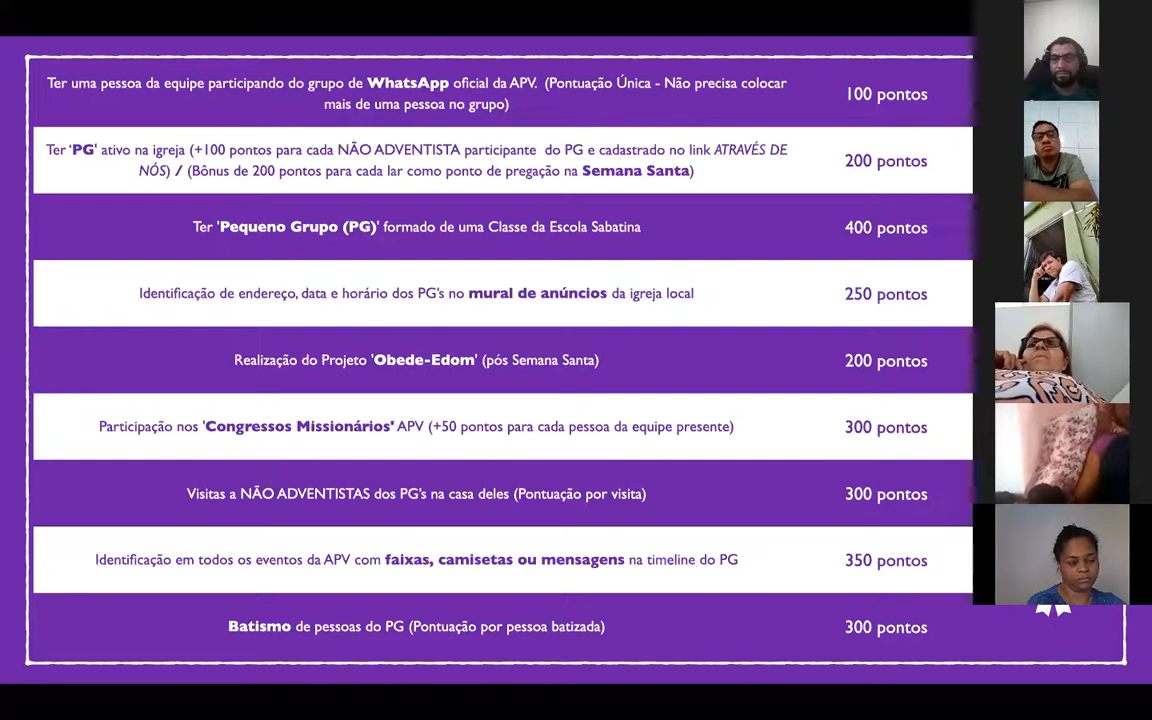 Ter uma pessoa da equipe participando do grupo de WhatsApp oficial da APV. (Pontuação Única - Não precisa colocar
mais de uma pessoa no grupo)
100 pontos
Ter 'PG' ativo na igreja (+100 pontos para cada NÃO ADVENTISTA participante do PG e cadastrado no link ATRAVÉS DE
NÓS) / (Bônus de 200 pontos para cada lar como ponto de pregação na Semana Santa)
200 pontos
Ter 'Pequeno Grupo (PG)' formado de uma Classe da Escola Sabatina
400 pontos
Identificação de endereço, data e horário dos PG's no mural de anúncios da igreja local
250 pontos
Realização do Projeto 'Obede-Edom' (pós Semana Santa)
200 pontos
Participação nos 'Congressos Missionários' APV (+50 pontos para cada pessoa da equipe presente)
300 pontos
Visitas a NÃO ADVENTISTAS dos PG's na casa deles (Pontuação por visita)
300 pontos
Identificação em todos os eventos da APV com faixas, camisetas ou mensagens na timeline do PG
350 pontos
Batismo de pessoas do PG (Pontuação por pessoa batizada)
300 pontos